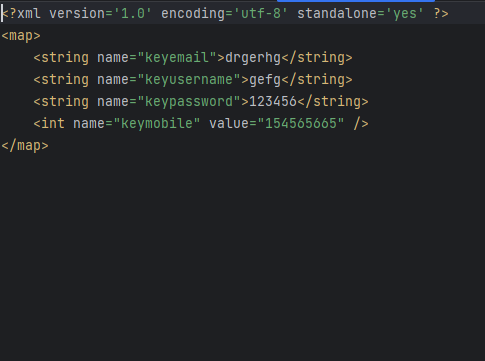 <?xml version='1.0' encoding='utf-8' standalone='yes' ?>
<map>
    <string name="keyemail">drgerhg</string>
    <string name="keyusername">gefg</string>
    <string name="keypassword">123456</string>
    <int name="keymobile" value="154565665" />
</map>